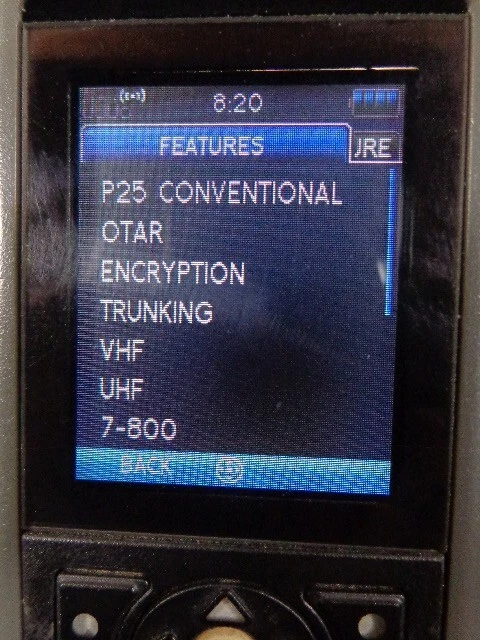 8:20
FEATURES JRE
P25 CONVENTIONAL
OTAR
ENCRYPTION
TRUNKING
VHF
UHF
7-800
BACK